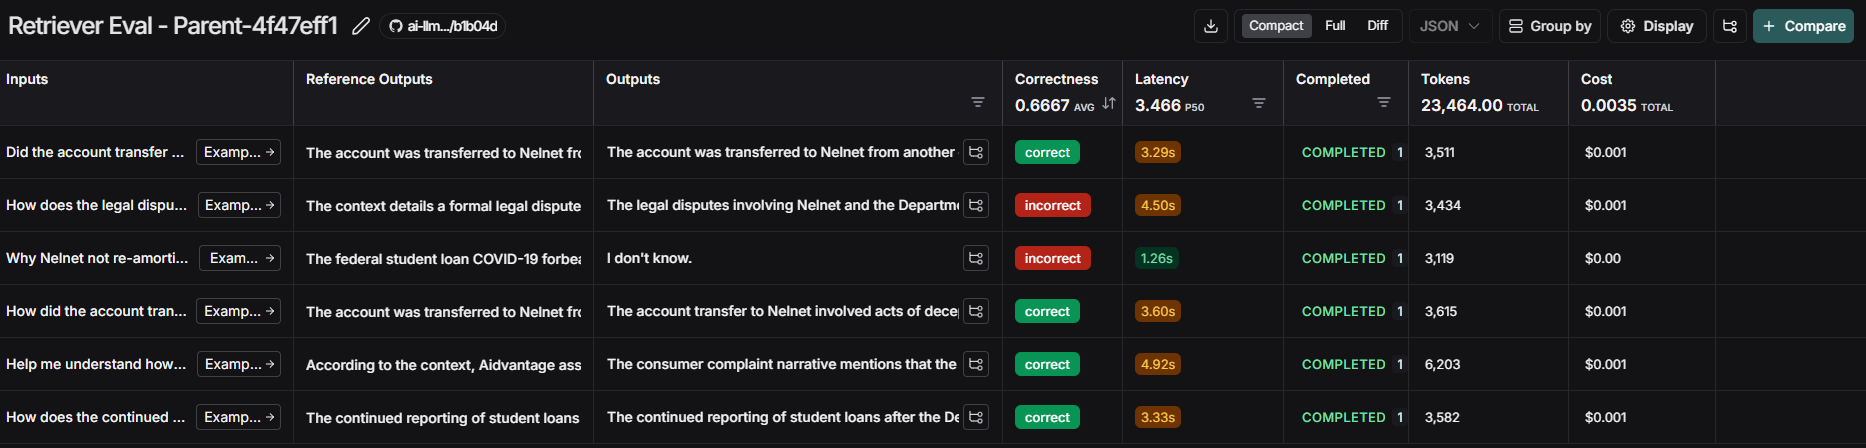 Retriever Eval - Parent-4f47eff1 ai-llm.../b1b04d Compact Full Diff JSON Group by Display + Compare
Inputs Reference Outputs Outputs Correctness Latency Completed Tokens Cost
0.6667 AVG 3.466 P50 23,464.00 TOTAL 0.0035 TOTAL
Did the account transfer ... Examp... → The account was transferred to Nelnet fro The account was transferred to Nelnet from another correct 3.29s COMPLETED 1 3,511 $0.001
How does the legal dispu... Examp... → The context details a formal legal dispute The legal disputes involving Nelnet and the Departme incorrect 4.50s COMPLETED 1 3,434 $0.001
Why Nelnet not re-amorti... Exam... → The federal student loan COVID-19 forbea I don't know. incorrect 1.26s COMPLETED 1 3,119 $0.00
How did the account tran... Examp... → The account was transferred to Nelnet fro The account transfer to Nelnet involved acts of dece correct 3.60s COMPLETED 1 3,615 $0.001
Help me understand how... Examp... → According to the context, Aidvantage ass The consumer complaint narrative mentions that the correct 4.92s COMPLETED 1 6,203 $0.001
How does the continued ... Examp... → The continued reporting of student loans The continued reporting of student loans after the De correct 3.33s COMPLETED 1 3,582 $0.001